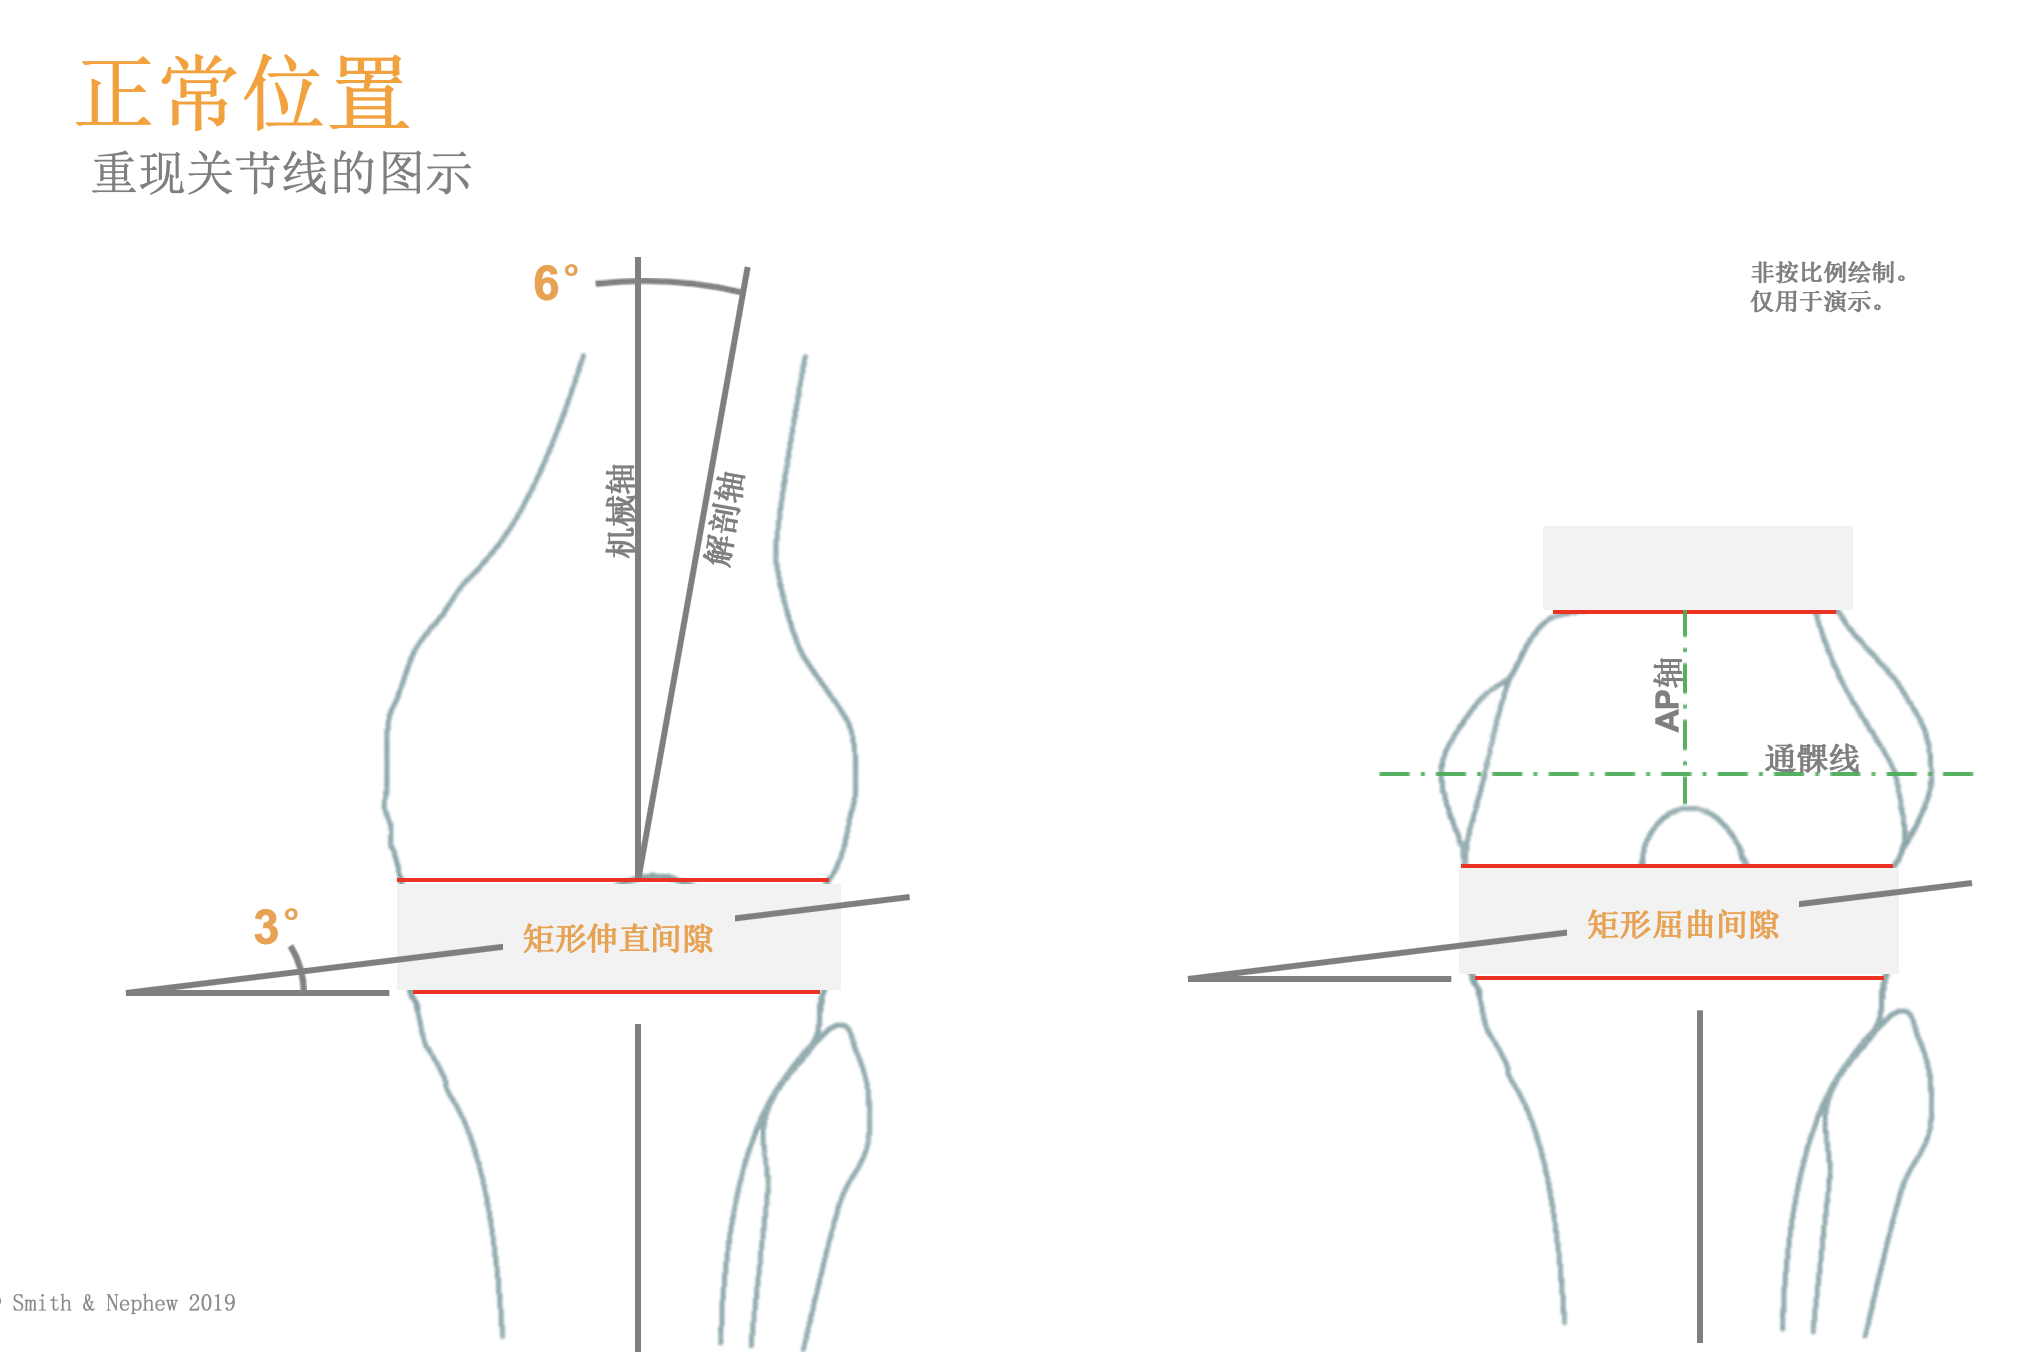 正常位置
重现关节线的图示
非按比例绘制。
仅用于演示。
6°
机械轴
解剖轴
3°
矩形伸直间隙
AP轴
通髁线
矩形屈曲间隙
Smith & Nephew 2019